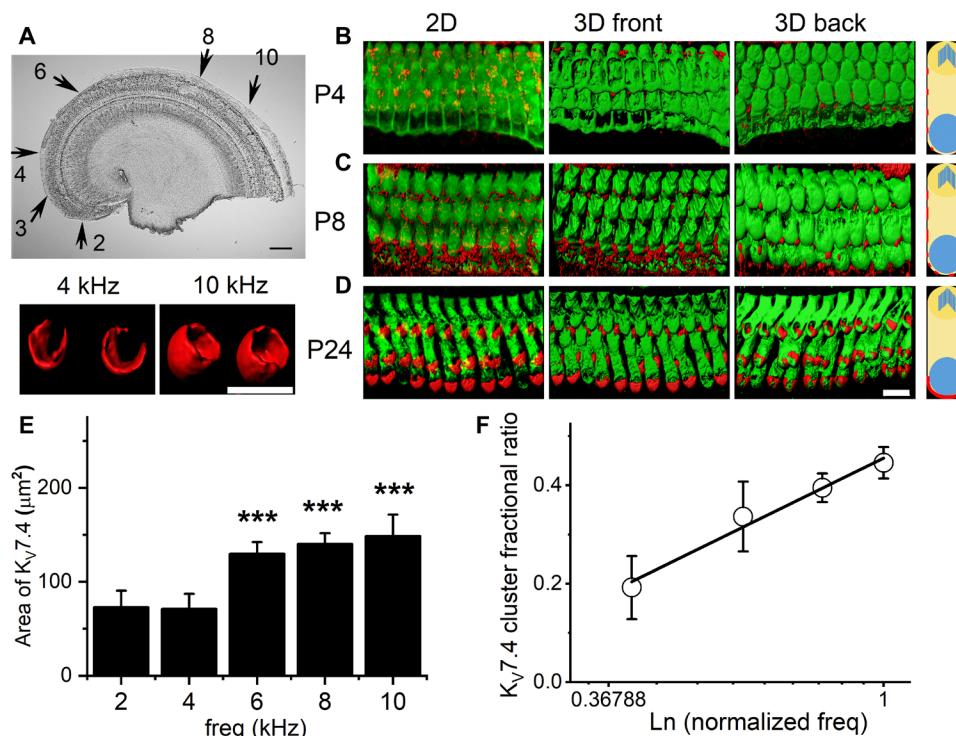 A
8
10
6
4
3
2
4 kHz
10 kHz
2D
3D front
3D back
B
P4
C
P8
D
P24
E
Area of KV7.4 (μm²)
200
100
0
***
***
***
2
4
6
8
10
freq (kHz)
F
KV7.4 cluster fractional ratio
0.4
0.2
0.0
0.36788
1
Ln (normalized freq)